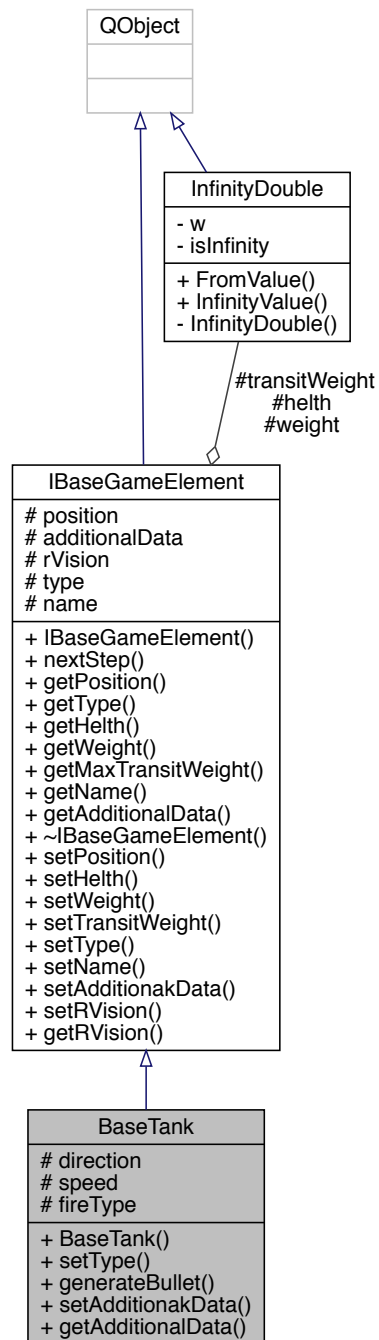 QObject
InfinityDouble
- w
- isInfinity
+ FromValue()
+ InfinityValue()
- InfinityDouble()
#transitWeight
#helth
#weight
IBaseGameElement
# position
# additionalData
# rVision
# type
# name
+ IBaseGameElement()
+ nextStep()
+ getPosition()
+ getType()
+ getHelth()
+ getWeight()
+ getMaxTransitWeight()
+ getName()
+ getAdditionalData()
+ ~IBaseGameElement()
+ setPosition()
+ setHelth()
+ setWeight()
+ setTransitWeight()
+ setType()
+ setName()
+ setAdditionakData()
+ setRVision()
+ getRVision()
BaseTank
# direction
# speed
# fireType
+ BaseTank()
+ setType()
+ generateBullet()
+ setAdditionakData()
+ getAdditionalData()